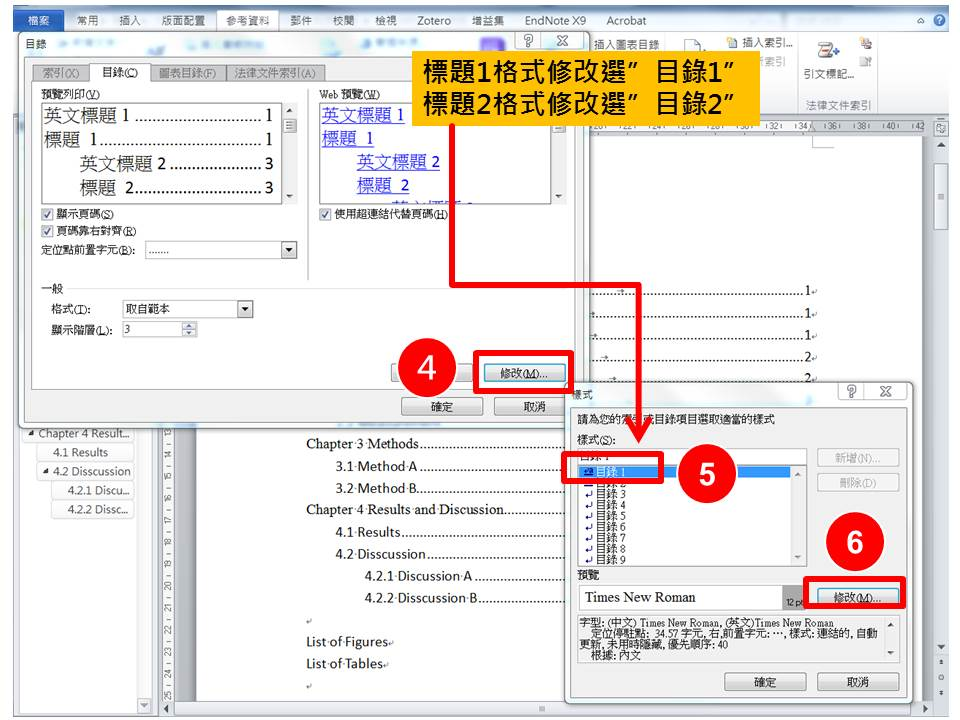 檔案 常用 插入 版面配置 參考資料 郵件 校閱 檢視 Zotero 增益集 EndNote X9 Acrobat
目錄
插入圖表目錄
插入索引...
引文標記...
法律文件索引
標題1格式修改選”目錄1”
標題2格式修改選”目錄2”
索引(X) 目錄(C) 圖表目錄(F) 法律文件索引(A)
預覽列印(V)
英文標題 1 ........................ 1
標題 1................................ 1
英文標題 2 ...................... 3
標題 2............................. 3
Web 預覽(W)
英文標題 1
標題 1
英文標題 2
標題 2
顯示頁碼(S)
頁碼靠右對齊(R)
定位點前置字元(B): .......
使用超連結代替頁碼(H)
一般
格式(T): 取自範本
顯示階層(L): 3
4
修改(M)...
確定 取消
1
1
1
2
2
Chapter 4 Result...
4.1 Results
4.2 Disscussion
4.2.1 Discu...
4.2.2 Dissc...
Chapter 3 Methods
3.1 Method A
3.2 Method B
Chapter 4 Results and Discussion
4.1 Results
4.2 Disscussion
4.2.1 Discussion A
4.2.2 Disscussion B
List of Figures
List of Tables
樣式
請為您的索引或目錄項目選取適當的樣式
樣式(S):
目錄 1
目錄 1
目錄 2
目錄 3
目錄 4
目錄 5
目錄 6
目錄 7
目錄 8
目錄 9
新增(N)...
刪除(D)
5
6
預覽
Times New Roman
12 pt
修改(M)...
字型: (中文) Times New Roman, (英文)Times New Roman
定位停駐點: 34.57 字元, 右,前置字元: …, 樣式: 連結的, 自動
更新, 未用時隱藏, 優先順序: 40
根據: 內文
確定 取消